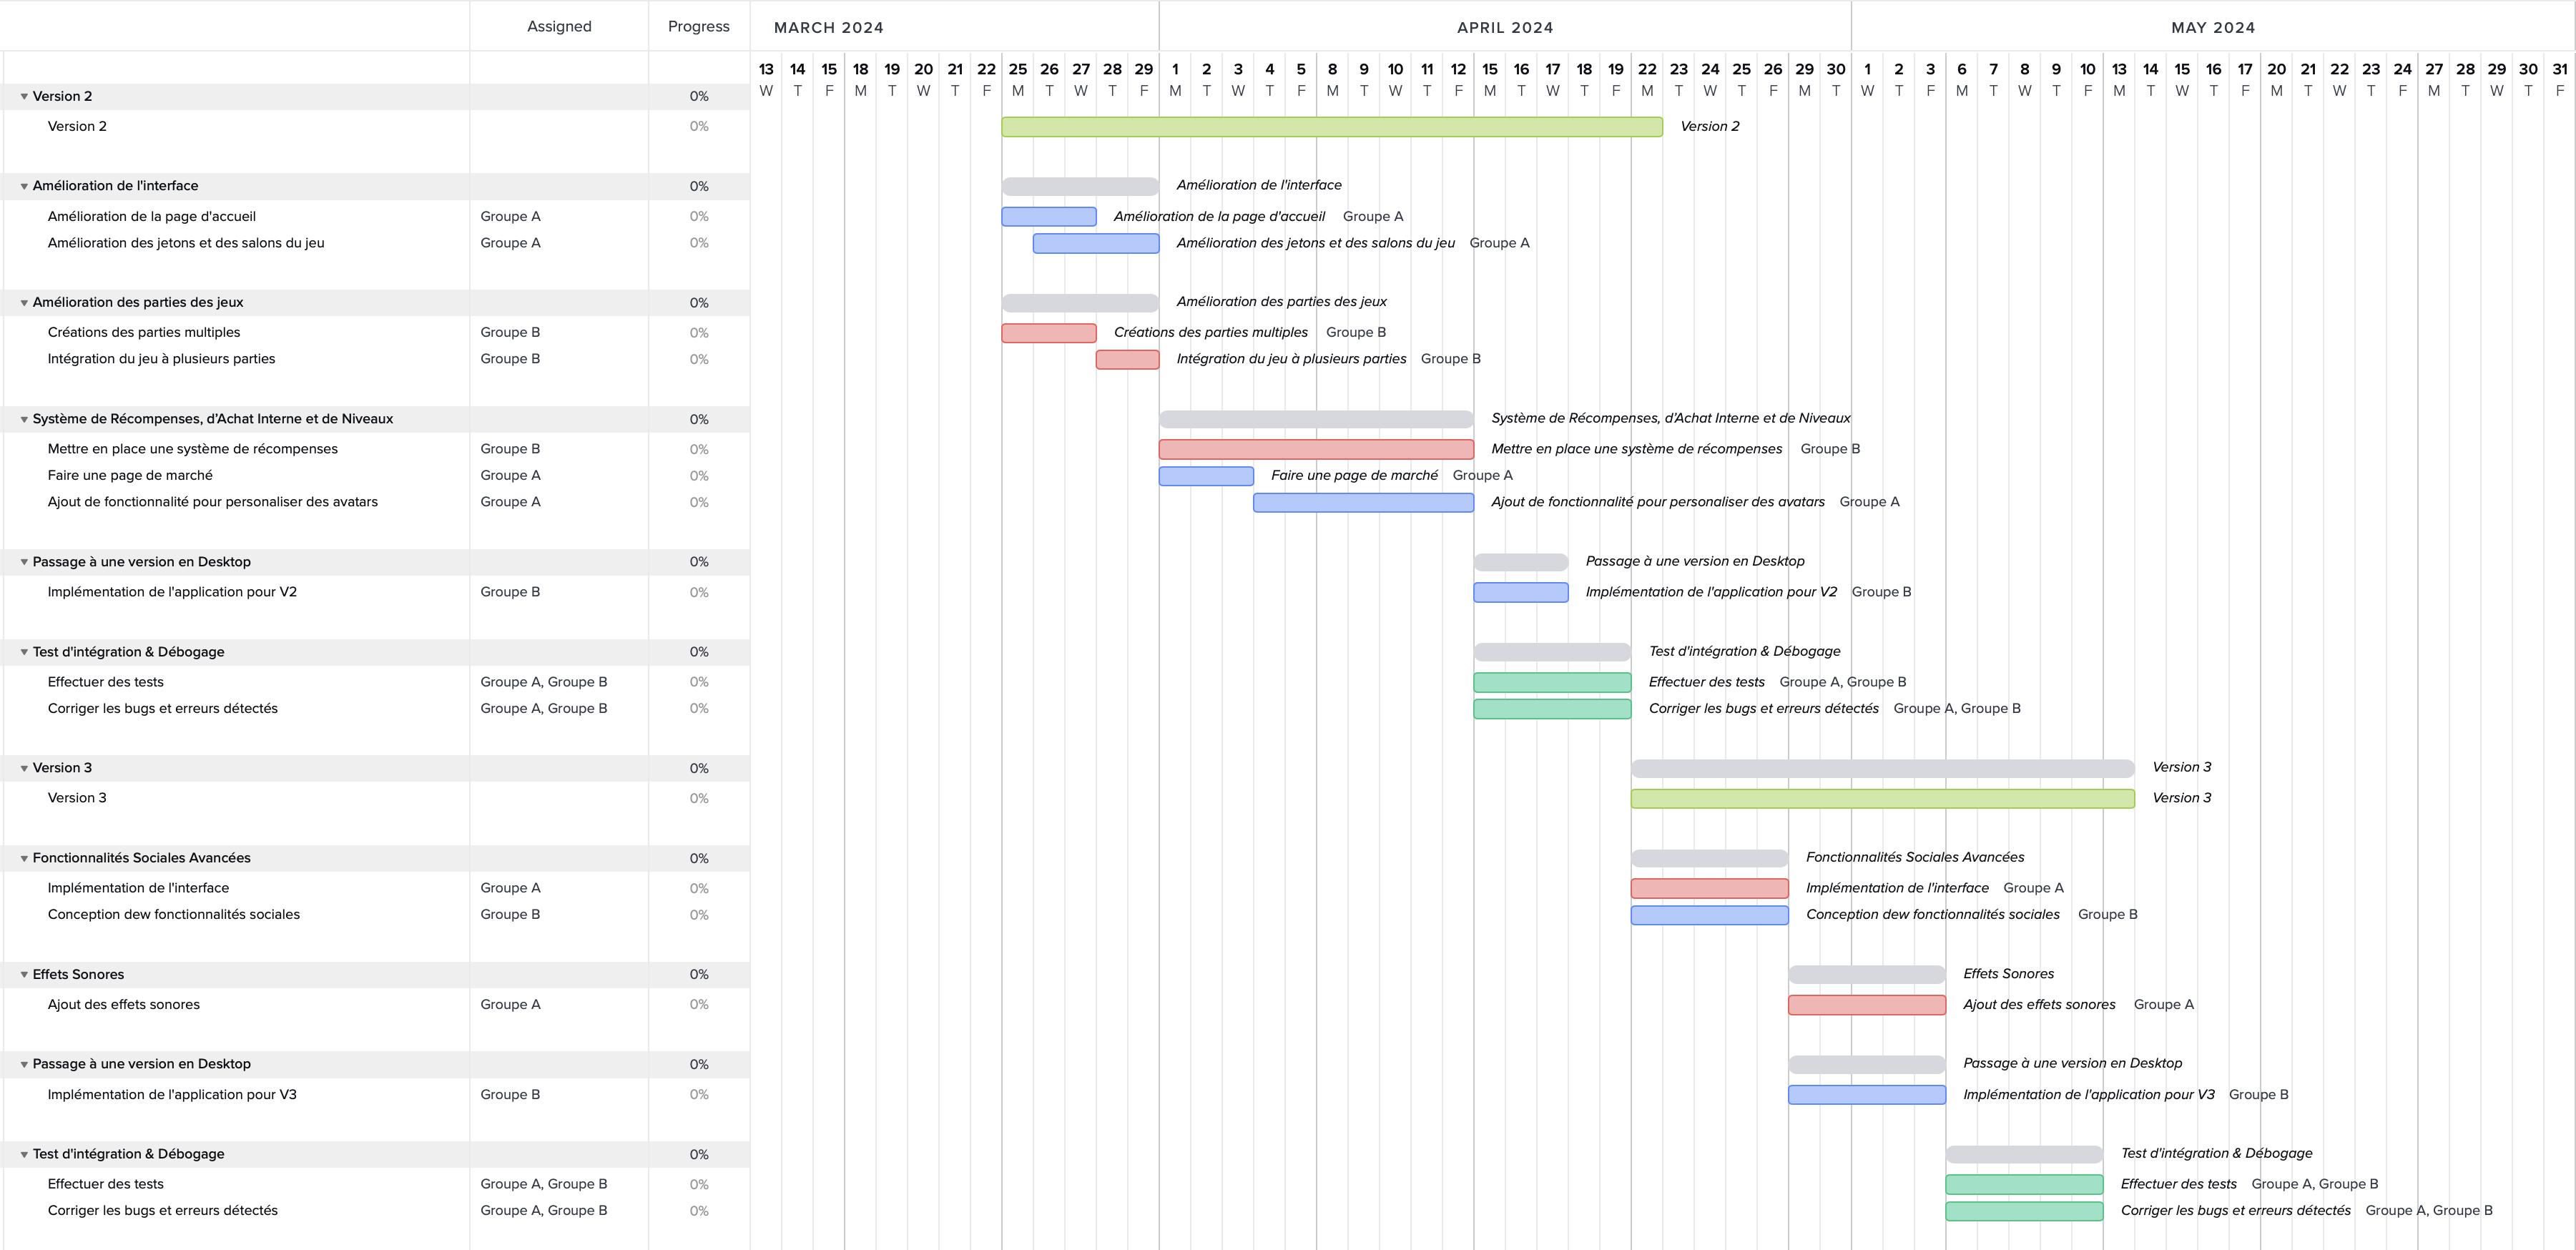 Assigned Progress MARCH 2024 APRIL 2024 MAY 2024
13 14 15 18 19 20 21 22 25 26 27 28 29 1 2 3 4 5 8 9 10 11 12 15 16 17 18 19 22 23 24 25 26 29 30 1 2 3 6 7 8 9 10 13 14 15 16 17 20 21 22 23 24 27 28 29 30 31
W T F M T W T F M T W T F M T W T F M T W T F M T W T F M T W T F M T W T F M T W T F M T W T F M T W T F M T W T F
Version 2 0%
Version 2 0% Version 2
Amélioration de l'interface 0% Amélioration de l'interface
Amélioration de la page d'accueil Groupe A 0% Amélioration de la page d'accueil Groupe A
Amélioration des jetons et des salons du jeu Groupe A 0% Amélioration des jetons et des salons du jeu Groupe A
Amélioration des parties des jeux 0% Amélioration des parties des jeux
Créations des parties multiples Groupe B 0% Créations des parties multiples Groupe B
Intégration du jeu à plusieurs parties Groupe B 0% Intégration du jeu à plusieurs parties Groupe B
Système de Récompenses, d'Achat Interne et de Niveaux 0% Système de Récompenses, d'Achat Interne et de Niveaux
Mettre en place une système de récompenses Groupe B 0% Mettre en place une système de récompenses Groupe B
Faire une page de marché Groupe A 0% Faire une page de marché Groupe A
Ajout de fonctionnalité pour personaliser des avatars Groupe A 0% Ajout de fonctionnalité pour personaliser des avatars Groupe A
Passage à une version en Desktop 0% Passage à une version en Desktop
Implémentation de l'application pour V2 Groupe B 0% Implémentation de l'application pour V2 Groupe B
Test d'intégration & Débogage 0% Test d'intégration & Débogage
Effectuer des tests Groupe A, Groupe B 0% Effectuer des tests Groupe A, Groupe B
Corriger les bugs et erreurs détectés Groupe A, Groupe B 0% Corriger les bugs et erreurs détectés Groupe A, Groupe B
Version 3 0% Version 3
Version 3 0% Version 3
Fonctionnalités Sociales Avancées 0% Fonctionnalités Sociales Avancées
Implémentation de l'interface Groupe A 0% Implémentation de l'interface Groupe A
Conception dew fonctionnalités sociales Groupe B 0% Conception dew fonctionnalités sociales Groupe B
Effets Sonores 0% Effets Sonores
Ajout des effets sonores Groupe A 0% Ajout des effets sonores Groupe A
Passage à une version en Desktop 0% Passage à une version en Desktop
Implémentation de l'application pour V3 Groupe B 0% Implémentation de l'application pour V3 Groupe B
Test d'intégration & Débogage 0% Test d'intégration & Débogage
Effectuer des tests Groupe A, Groupe B 0% Effectuer des tests Groupe A, Groupe B
Corriger les bugs et erreurs détectés Groupe A, Groupe B 0% Corriger les bugs et erreurs détectés Groupe A, Groupe B